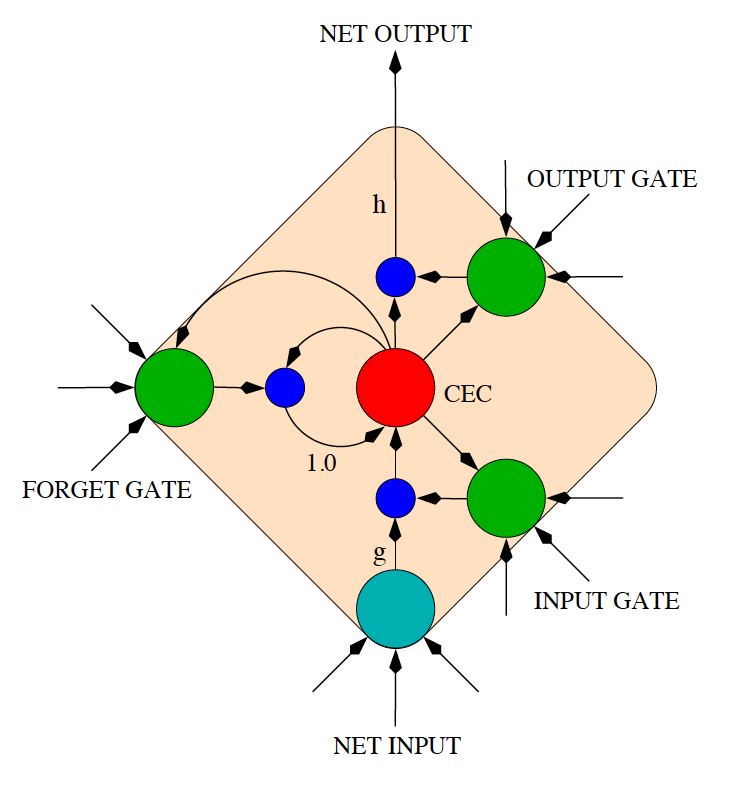 NET OUTPUT
OUTPUT GATE
h
CEC
1.0
FORGET GATE
g
INPUT GATE
NET INPUT